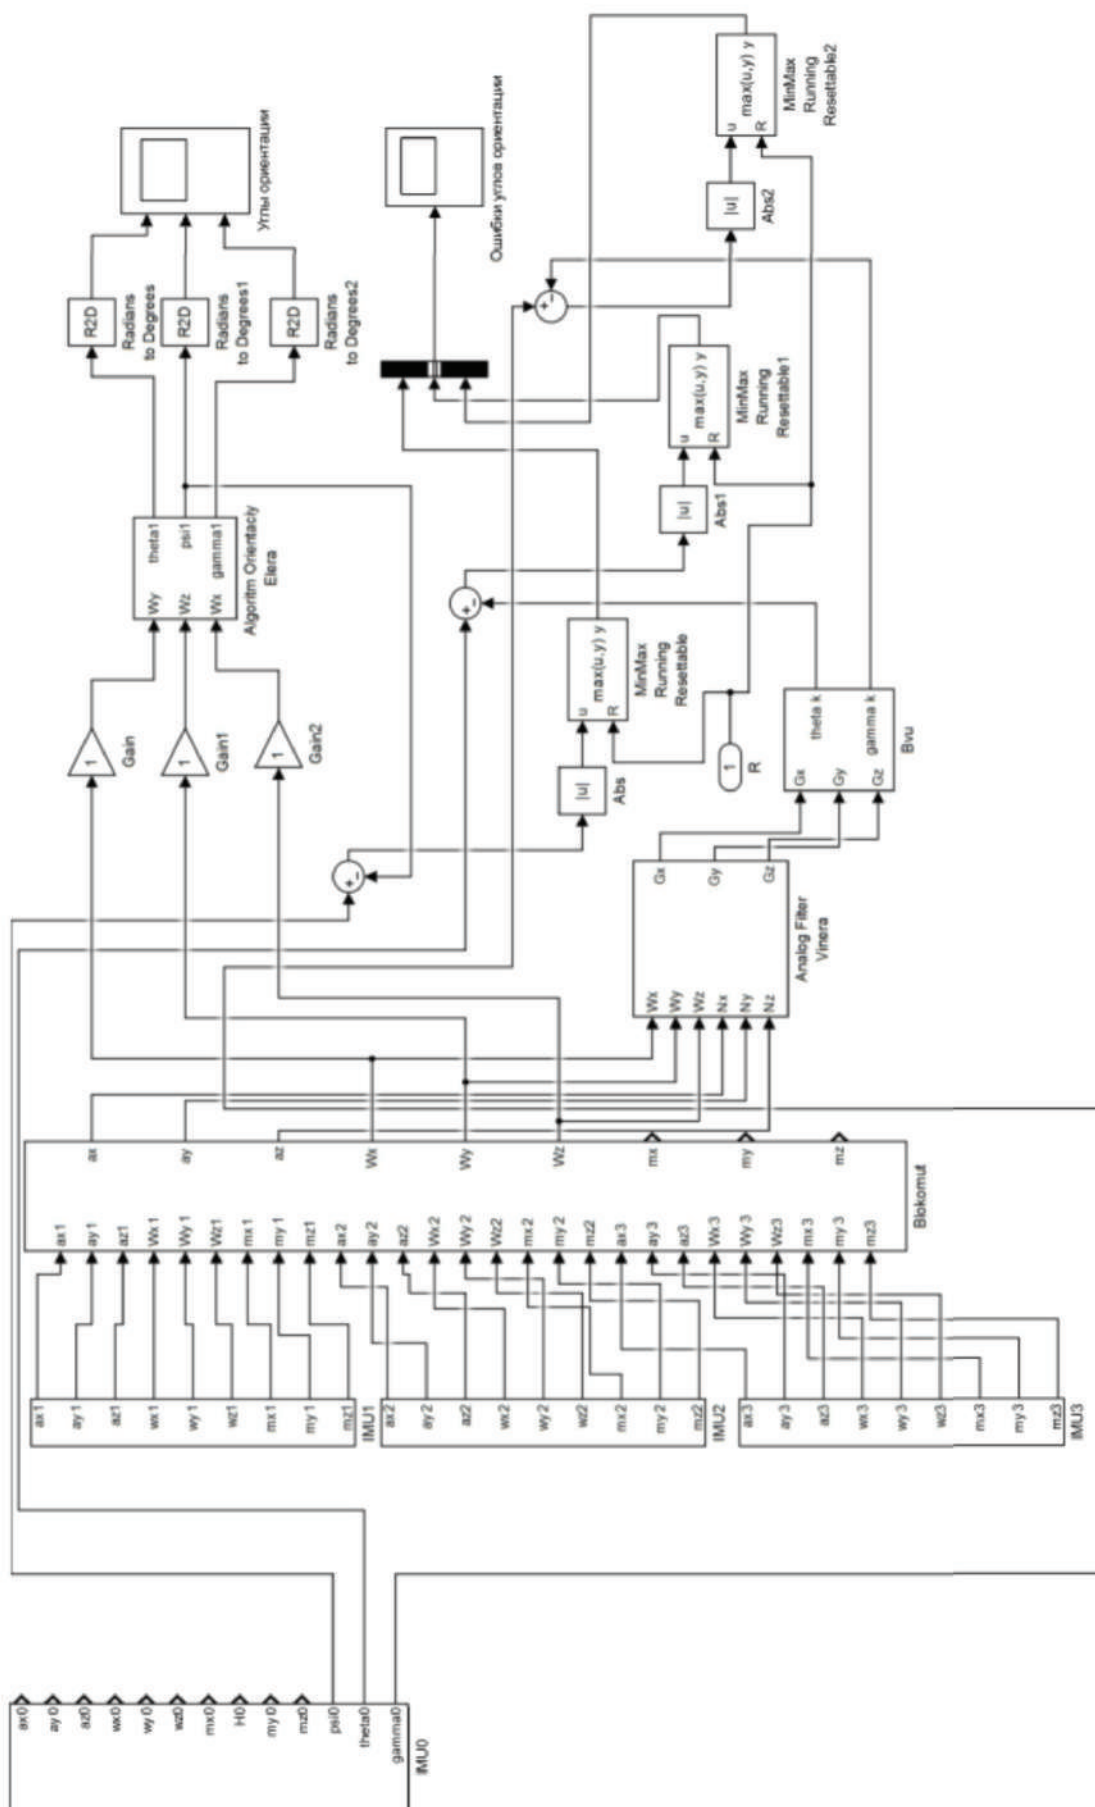 ax0
ay0
az0
wx0
wy0
wz0
mx0
H0
my0
mz0
psi0
theta0
gamma0
IMU0
ax1
ay1
az1
wx1
wy1
wz1
mx1
my1
mz1
IMU1
ax2
ay2
az2
wx2
wy2
wz2
mx2
my2
mz2
IMU2
ax3
ay3
az3
wx3
wy3
wz3
mx3
my3
mz3
IMU3
ax1
ay1
az1
Wx1
Wy1
Wz1
mx1
my1
mz1
ax2
ay2
az2
Wx2
Wy2
Wz2
mx2
my2
mz2
ax3
ay3
az3
Wx3
Wy3
Wz3
mx3
my3
mz3
ax
ay
az
Wx
Wy
Wz
mx
my
mz
Blokomut
1
Gain
1
Gain1
1
Gain2
Wy
Wz
Wx
theta1
psi1
gamma1
Algoritm Orientaciy
Elera
R2D
Radians
to Degrees
R2D
Radians
to Degrees1
R2D
Radians
to Degrees2
Углы ориентации
Wx
Wy
Wz
Nx
Ny
Nz
Gx
Gy
Gz
Analog Filter
Vinera
Gx
Gy
Gz
theta k
gamma k
Bvu
1
R
+
−
|u|
Abs
u
R
max(u,y) y
MinMax
Running
Resettable
+
−
|u|
Abs1
u
R
max(u,y) y
MinMax
Running
Resettable1
+
−
|u|
Abs2
u
R
max(u,y) y
MinMax
Running
Resettable2
Ошибки углов ориентации